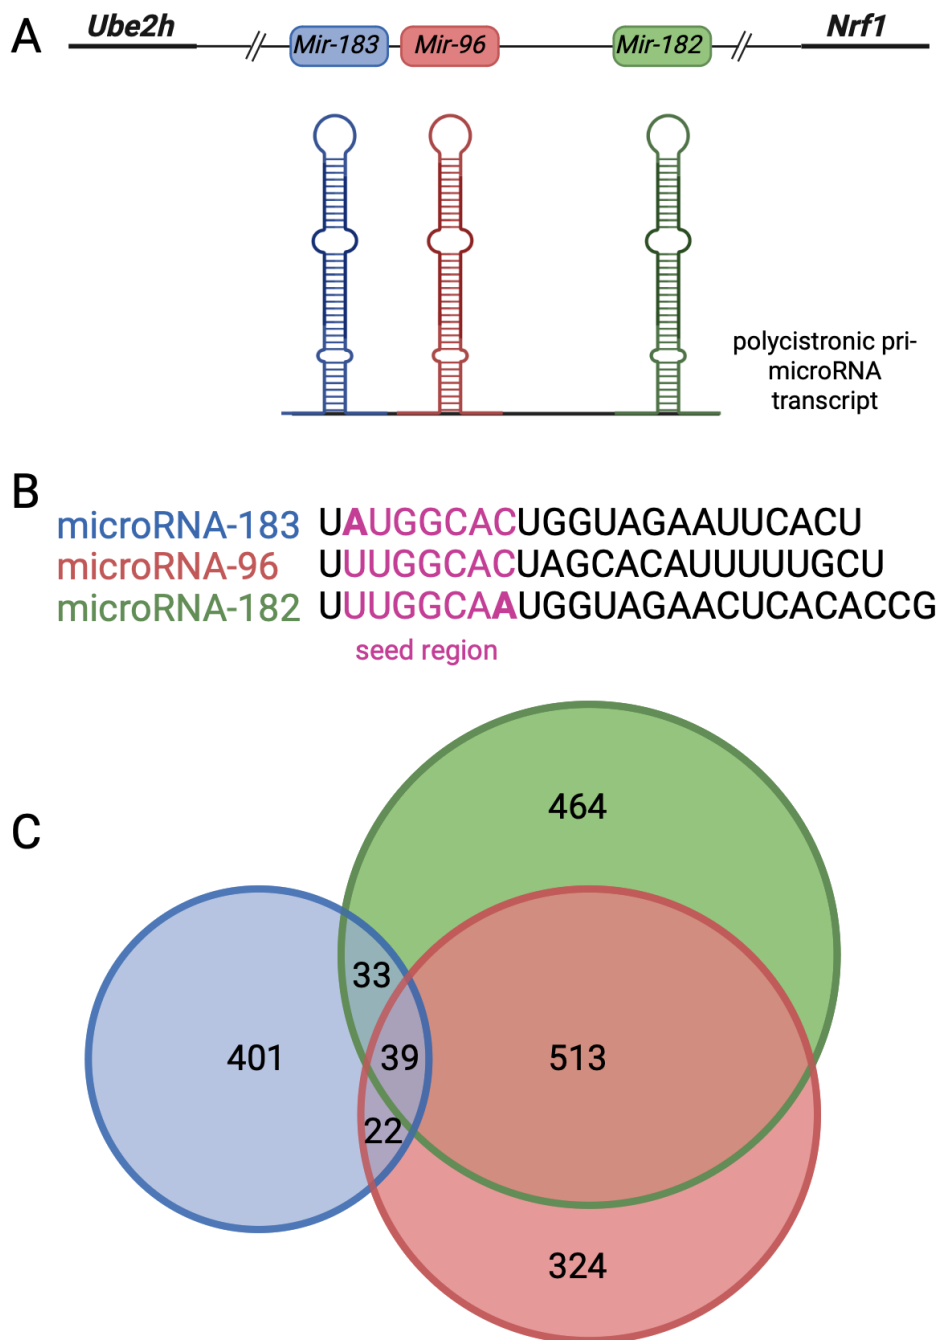 A
Ube2h Mir-183 Mir-96 Mir-182 Nrf1
polycistronic pri-
microRNA
transcript
B
microRNA-183 UAUGGCACUGGUAGAAUUCACU
microRNA-96 UUUGGCACUAGCACAUUUUUGCU
microRNA-182 UUUGGCAAUGGUAGAACUCACACCG
seed region
C
464
33
401 39 513
22
324